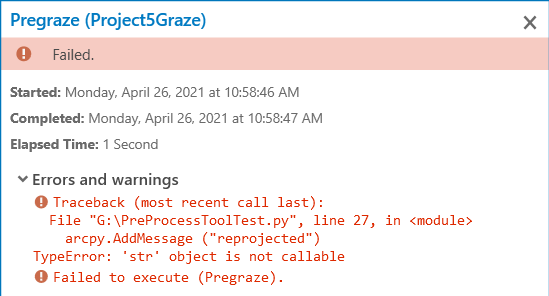 Pregraze (Project5Graze)
Failed.
Started: Monday, April 26, 2021 at 10:58:46 AM
Completed: Monday, April 26, 2021 at 10:58:47 AM
Elapsed Time: 1 Second
Errors and warnings
Traceback (most recent call last):
File "G:\PreProcessToolTest.py", line 27, in <module>
arcpy.AddMessage ("reprojected")
TypeError: 'str' object is not callable
Failed to execute (Pregraze).